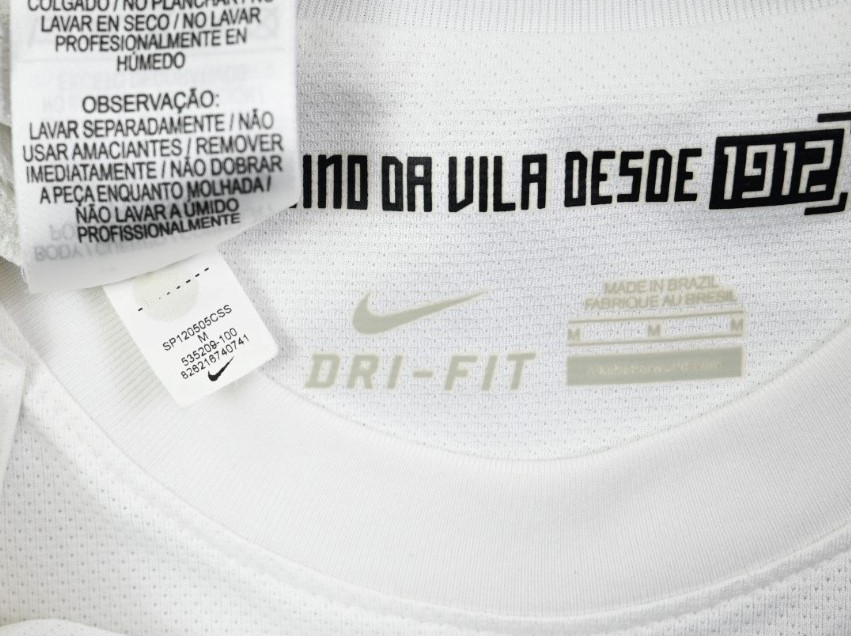 COLGADO / NO PLANCHAR / NO
LAVAR EN SECO / NO LAVAR
PROFESIONALMENTE EN
HÚMEDO
OBSERVAÇÃO:
LAVAR SEPARADAMENTE / NÃO
USAR AMACIANTES / REMOVER
IMEDIATAMENTE / NÃO DOBRAR
A PEÇA ENQUANTO MOLHADA /
NÃO LAVAR A ÚMIDO
PROFISSIONALMENTE
INO DA VILA DESDE 1912
SP120505CSS
M
535209-100
826216740741
DRI-FIT
MADE IN BRAZIL
FABRIQUE AU BRESIL
M M M